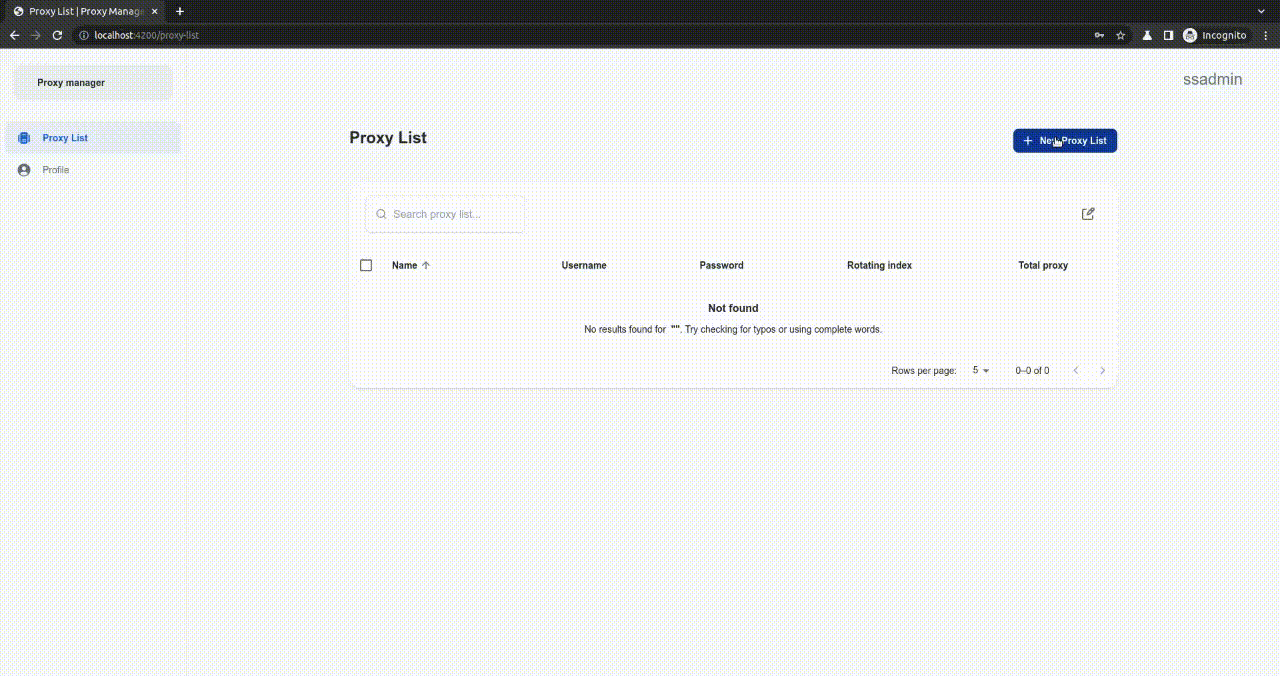 Proxy List | Proxy Manage
localhost:4200/proxy-list
Incognito
Proxy manager
ssadmin
Proxy List
Profile
Proxy List
New Proxy List
Search proxy list...
Name Username Password Rotating index Total proxy
Not found
No results found for "". Try checking for typos or using complete words.
Rows per page: 5 0–0 of 0